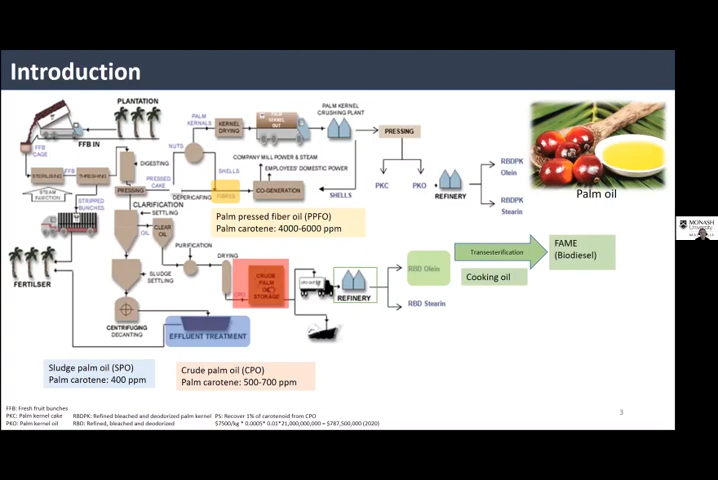 Introduction
PLANTATION
FFB IN
FFB
CAGE
STERILISING
FFB
THRESHING
STEAM
INJECTION
STRIPPED
BUNCHES
FERTILSER
DIGESTING
PRESSING
PRESSED
CAKE
DEPERICARPING
NUTS
PALM
KERNALS
KERNEL
DRYING
PALM KERNEL
CRUSHING PLANT
PRESSING
SHELLS
FIBRES
COMPANY MILL POWER & STEAM
EMPLOYEES' DOMESTIC POWER
CO-GENERATION
SHELLS
PKC
PKO
REFINERY
RBDPK
Olein
RBDPK
Stearin
Palm oil
Palm pressed fiber oil (PPFO)
Palm carotene: 4000-6000 ppm
CLARIFICATION
SETTLING
OIL
CLEAR
OIL
PURIFICATION
DRYING
SLUDGE
SETTLING
CPO
CRUDE
PALM
OIL
STORAGE
REFINERY
RBD Olein
RBD Stearin
Transesterification
Cooking oil
FAME
(Biodiesel)
CENTRIFUGING
DECANTING
EFFLUENT TREATMENT
Sludge palm oil (SPO)
Palm carotene: 400 ppm
Crude palm oil (CPO)
Palm carotene: 500-700 ppm
FFB: Fresh fruit bunches
PKC: Palm kernel cake RBDPK: Refined bleached and deodorized palm kernel PS: Recover 1% of carotenoid from CPO
PKO: Palm kernel oil RBD: Refined, bleached and deodorized $7500/kg * 0.0005* 0.01*21,000,000,000 = $787,500,000 (2020)
3
MONASH
University